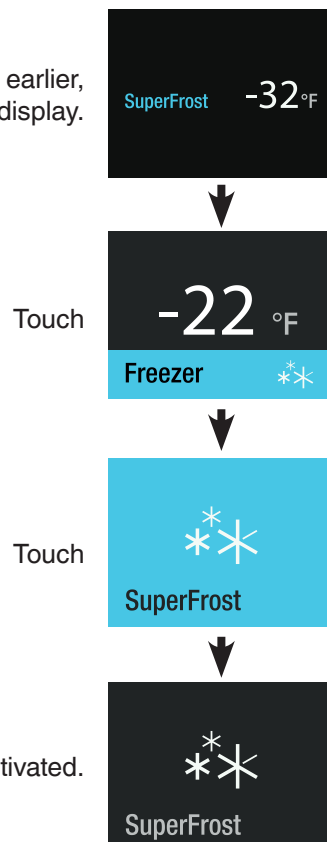 earlier,
display.
SuperFrost -32°F
Touch
-22 °F
Freezer
Touch
SuperFrost
tivated.
SuperFrost